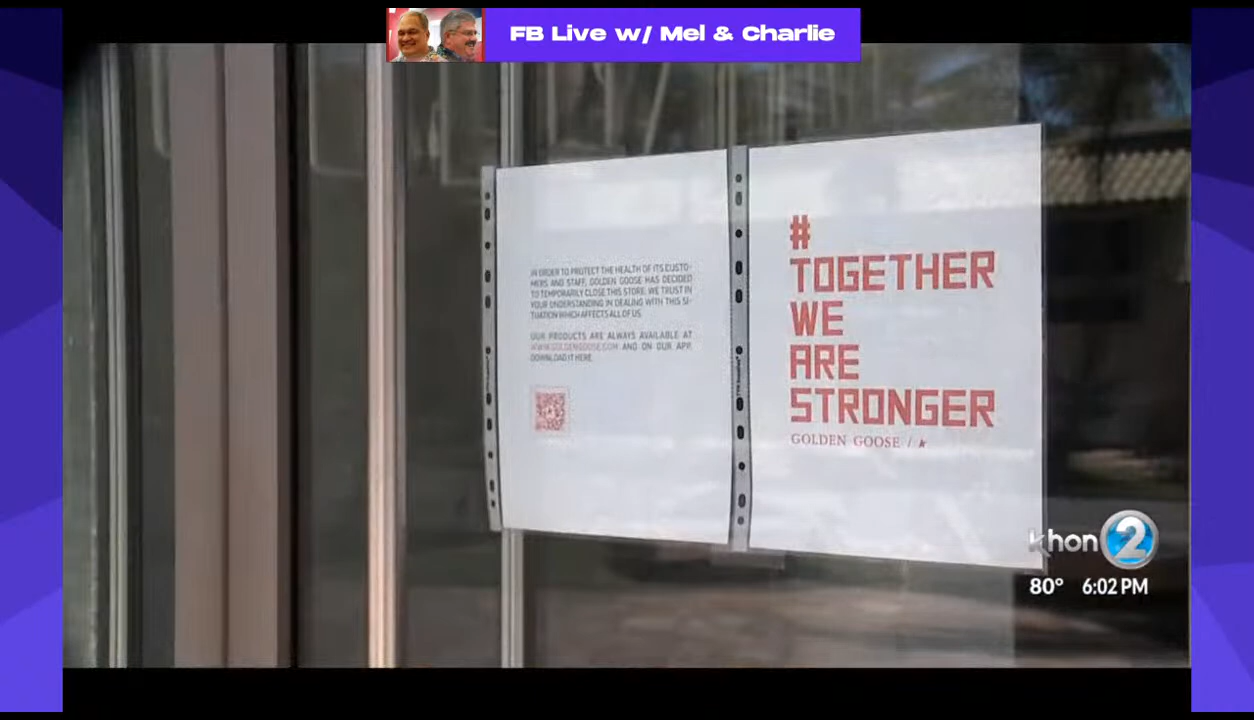 FB Live w/ Mel & Charlie
IN ORDER TO PROTECT THE HEALTH OF ITS CUSTO-
MERS AND STAFF, GOLDEN GOOSE HAS DECIDED
TO TEMPORARILY CLOSE THIS STORE. WE TRUST IN
YOUR UNDERSTANDING IN DEALING WITH THIS SI-
TUATION WHICH AFFECTS ALL OF US.
OUR PRODUCTS ARE ALWAYS AVAILABLE AT
WWW.GOLDENGOOSE.COM AND ON OUR APP,
DOWNLOAD IT HERE.
#
TOGETHER
WE
ARE
STRONGER
GOLDEN GOOSE /
khon 2
80° 6:02 PM